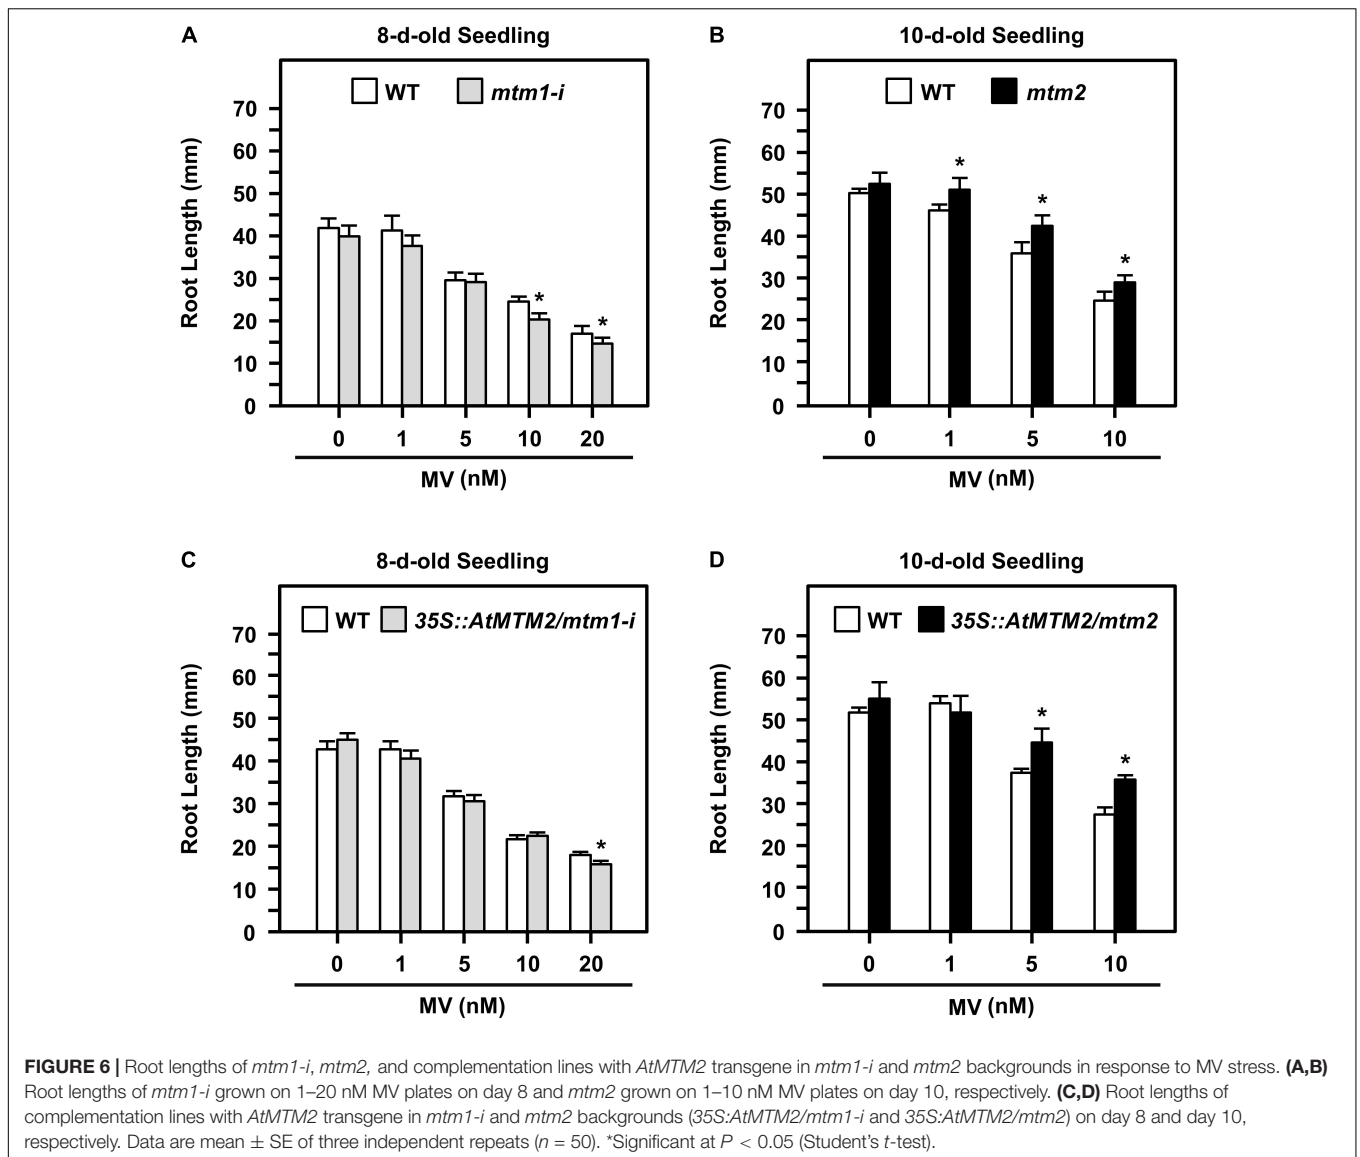 A
8-d-old Seedling
WT
mtm1-i
Root Length (mm)
70
60
50
40
30
20
10
0
0 1 5 10 20
MV (nM)
* *
B
10-d-old Seedling
WT
mtm2
Root Length (mm)
70
60
50
40
30
20
10
0
0 1 5 10
MV (nM)
* * *
C
8-d-old Seedling
WT
35S::AtMTM2/mtm1-i
Root Length (mm)
70
60
50
40
30
20
10
0
0 1 5 10 20
MV (nM)
*
D
10-d-old Seedling
WT
35S::AtMTM2/mtm2
Root Length (mm)
70
60
50
40
30
20
10
0
0 1 5 10
MV (nM)
* *
FIGURE 6 | Root lengths of mtm1-i, mtm2, and complementation lines with AtMTM2 transgene in mtm1-i and mtm2 backgrounds in response to MV stress. (A,B)
Root lengths of mtm1-i grown on 1–20 nM MV plates on day 8 and mtm2 grown on 1–10 nM MV plates on day 10, respectively. (C,D) Root lengths of
complementation lines with AtMTM2 transgene in mtm1-i and mtm2 backgrounds (35S:AtMTM2/mtm1-i and 35S:AtMTM2/mtm2) on day 8 and day 10,
respectively. Data are mean ± SE of three independent repeats (n = 50). *Significant at P < 0.05 (Student's t-test).